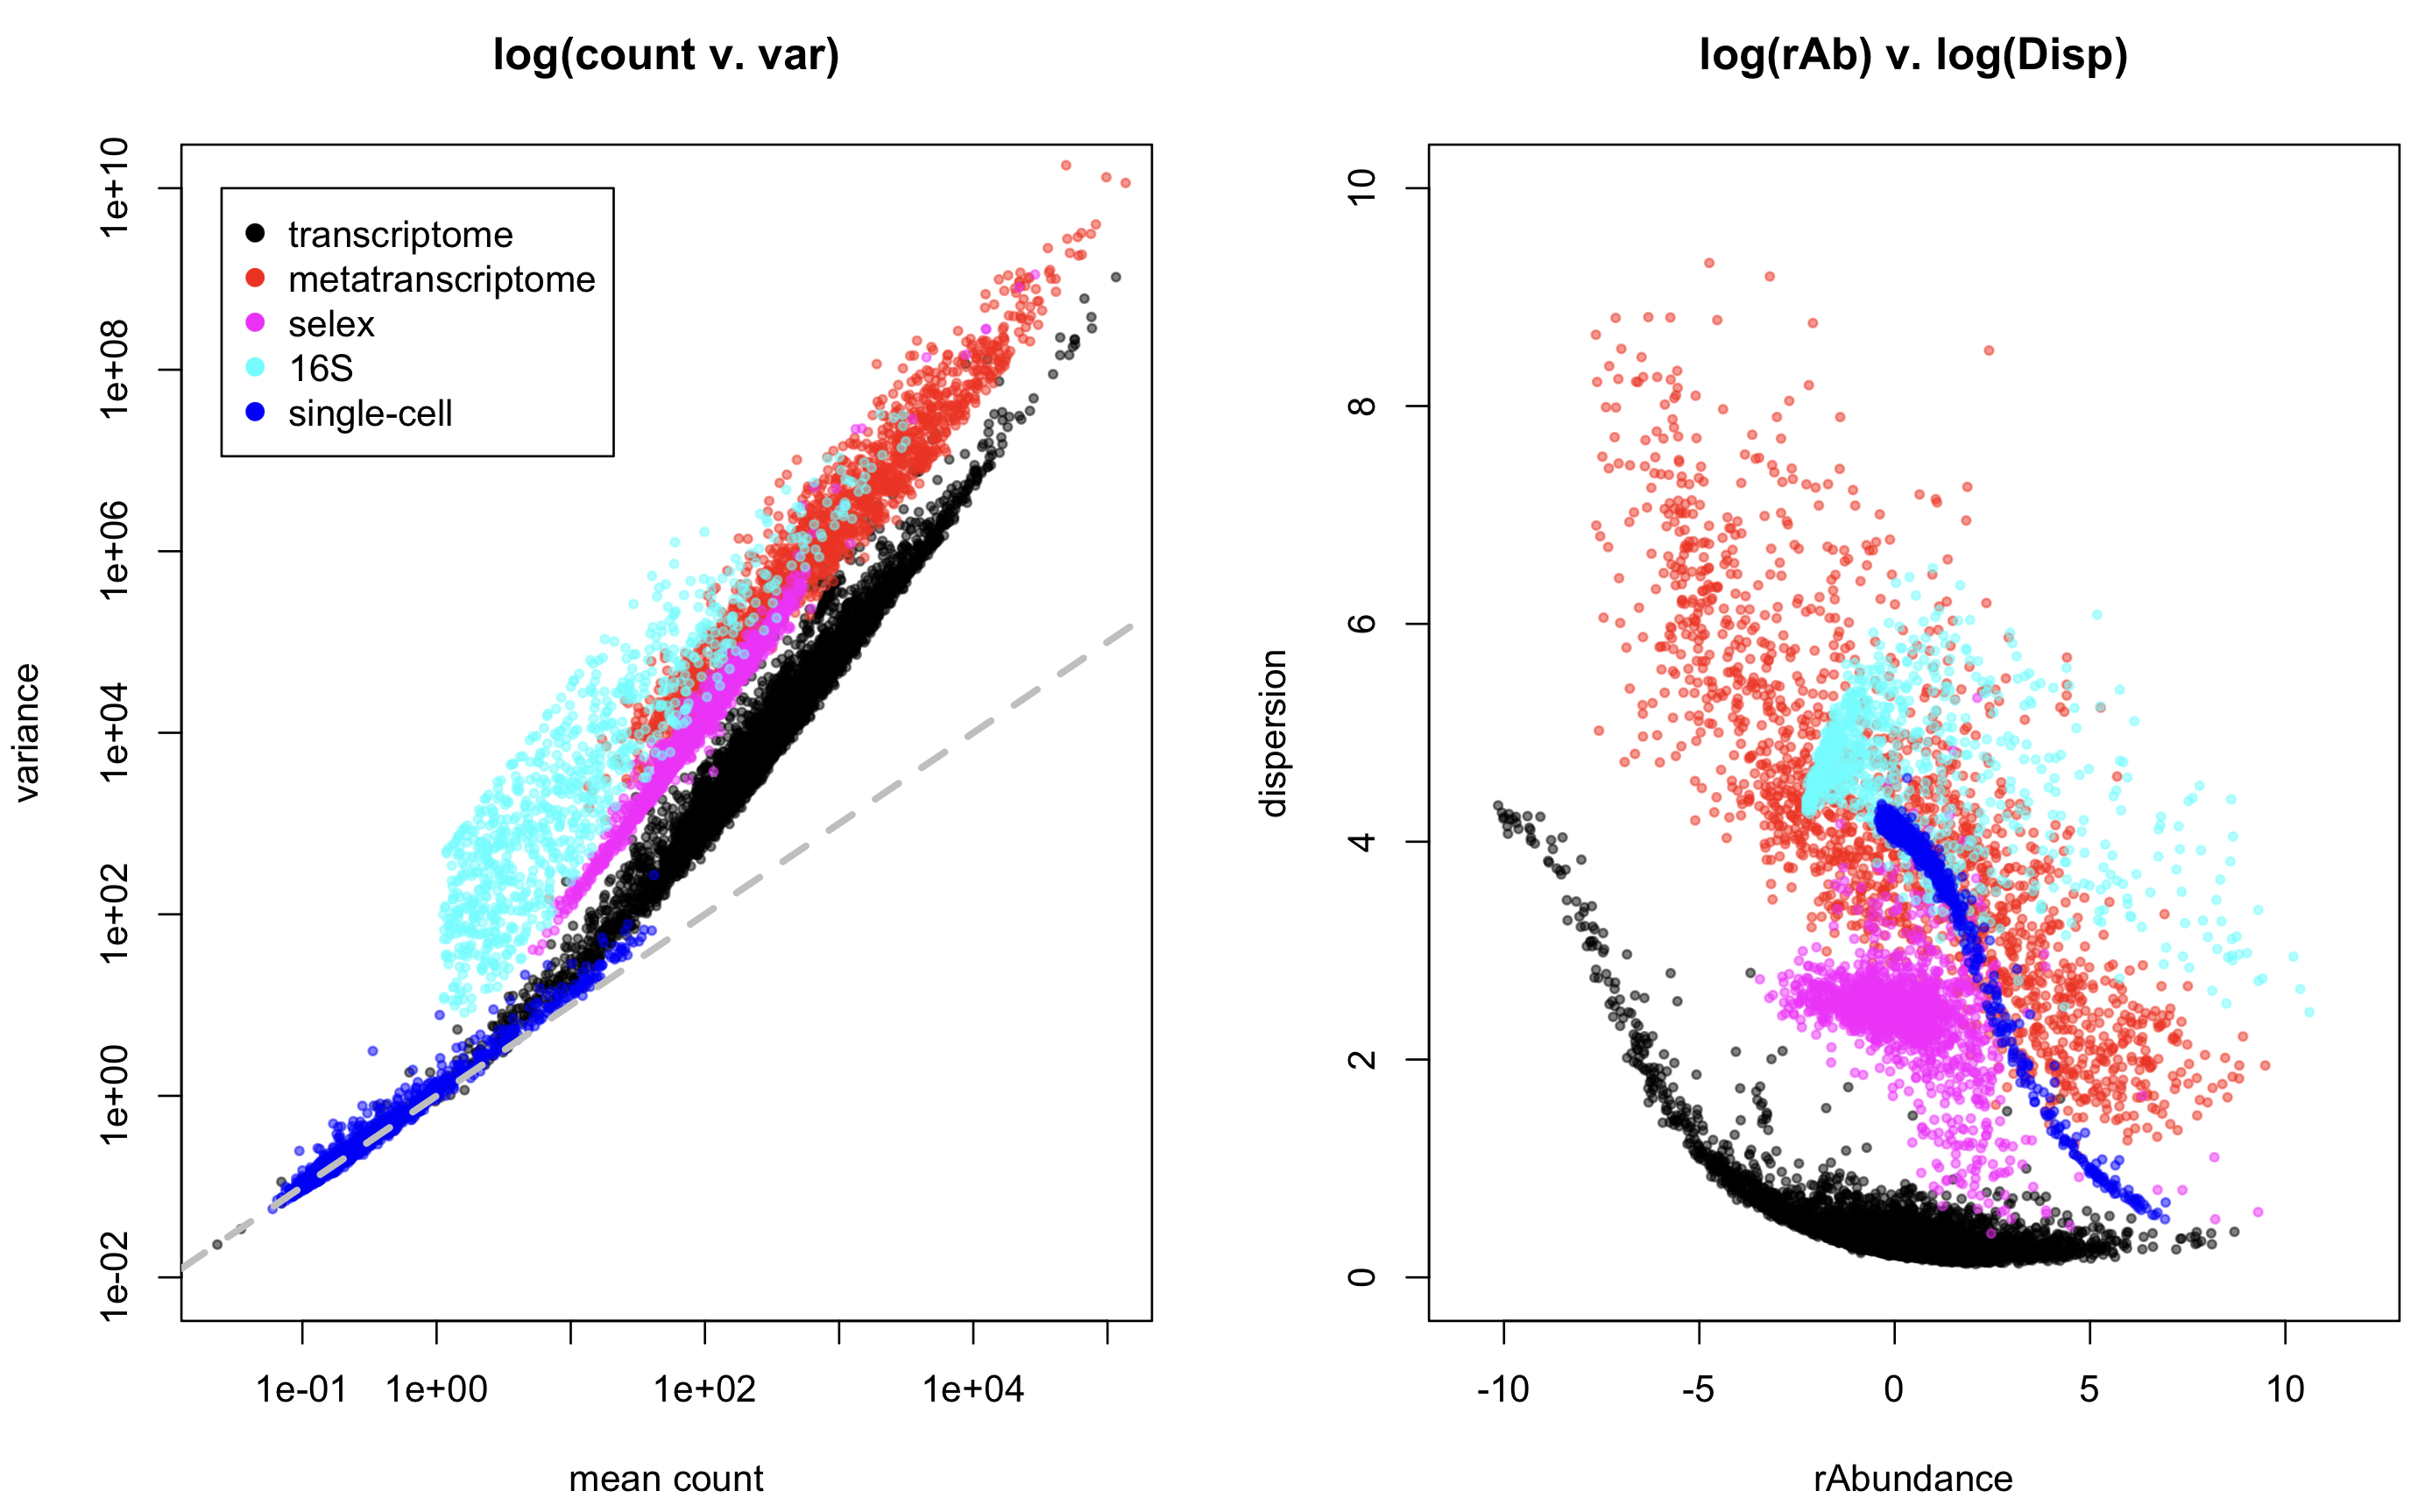 log(count v. var)
variance
1e+10
1e+08
1e+06
1e+04
1e+02
1e+00
1e-02
transcriptome
metatranscriptome
selex
16S
single-cell
1e-01 1e+00 1e+02 1e+04
mean count
log(rAb) v. log(Disp)
dispersion
10
8
6
4
2
0
-10 -5 0 5 10
rAbundance